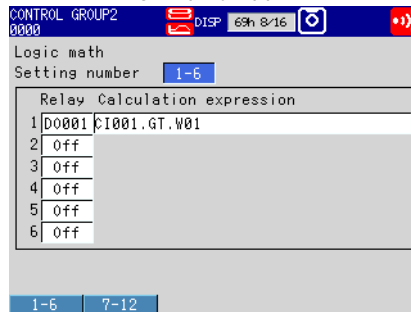 CONTROL GROUP2
0000
DISP 69h 8/16
Logic math
Setting number 1-6
Relay Calculation expression
1 DO001 CI001.GT.W01
2 Off
3 Off
4 Off
5 Off
6 Off
1-6 7-12